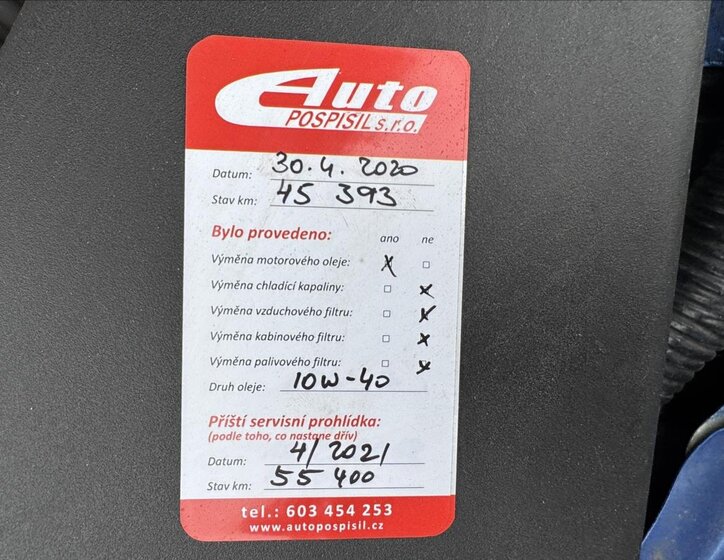 Auto
POSPISIL s.r.o.
Datum: 30.4.2020
Stav km: 45 393
Bylo provedeno: ano ne
Výměna motorového oleje: X □
Výměna chladící kapaliny: □ x
Výměna vzduchového filtru: □ x
Výměna kabinového filtru: □ x
Výměna palivového filtru: □ x
Druh oleje: 10W-40
Příští servisní prohlídka:
(podle toho, co nastane dřív)
Datum: 4/2021
Stav km: 55 400
tel.: 603 454 253
www.autopospisil.cz